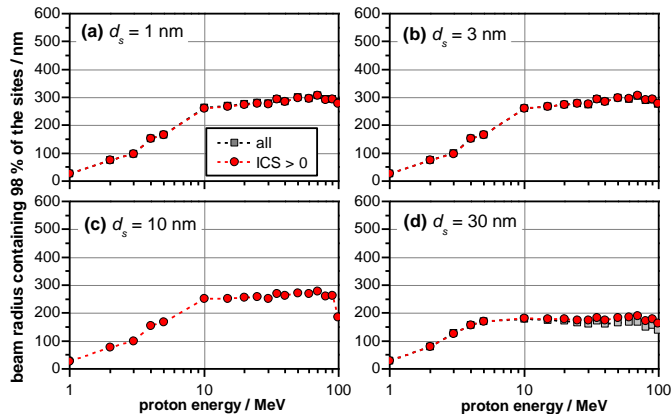 beam radius containing 98 % of the sites / nm
600
500
400
300
200
100
0
(a) d_s = 1 nm
all
ICS > 0
(b) d_s = 3 nm
600
500
400
300
200
100
0
(c) d_s = 10 nm
(d) d_s = 30 nm
1 10 100
1 10 100
proton energy / MeV
proton energy / MeV